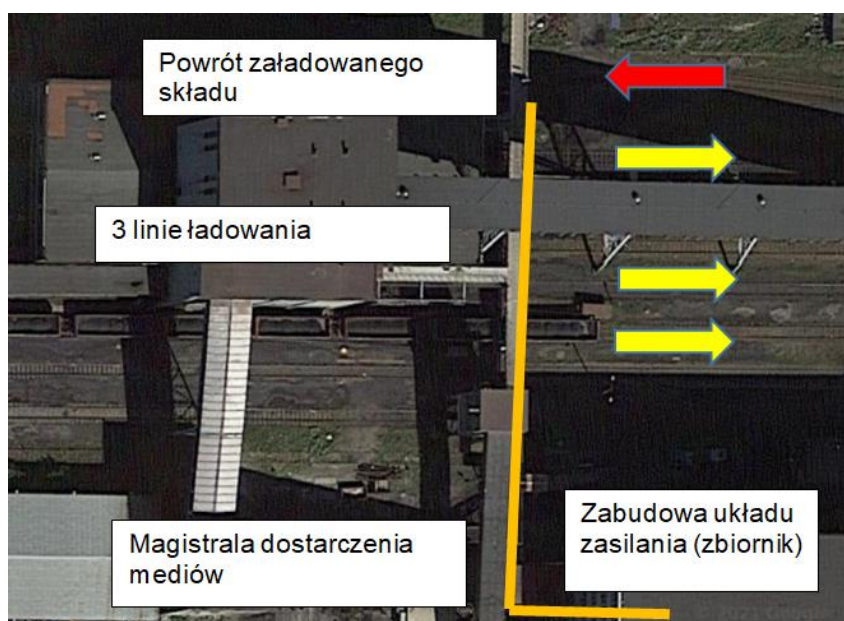 Powrót załadowanego
składu
3 linie ładowania
Magistrala dostarczenia
mediów
Zabudowa układu
zasilania (zbiornik)